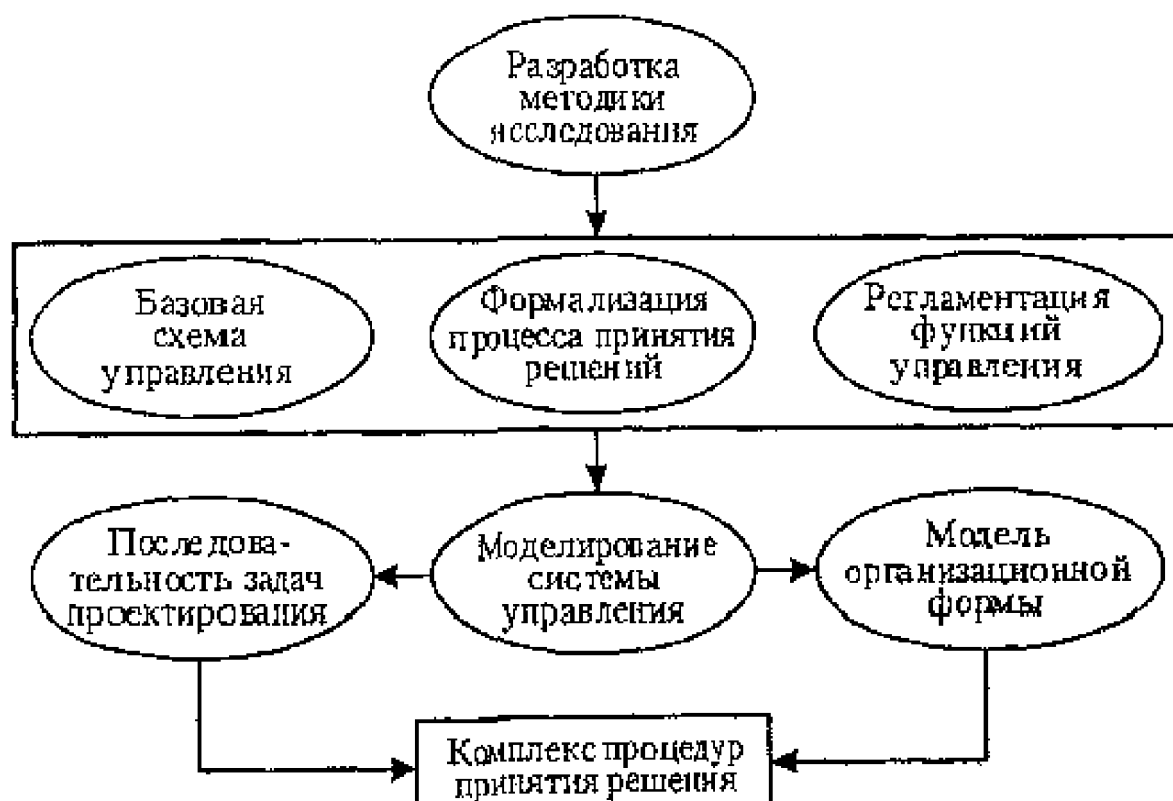 Разработка
методики
исследования
Базовая
схема
управления
Формализация
процесса принятия
решений
Регламентация
функций
управления
Последова-
тельность задач
проектирования
Моделирование
системы
управления
Модель
организационной
формы
Комплекс процедур
принятия решения